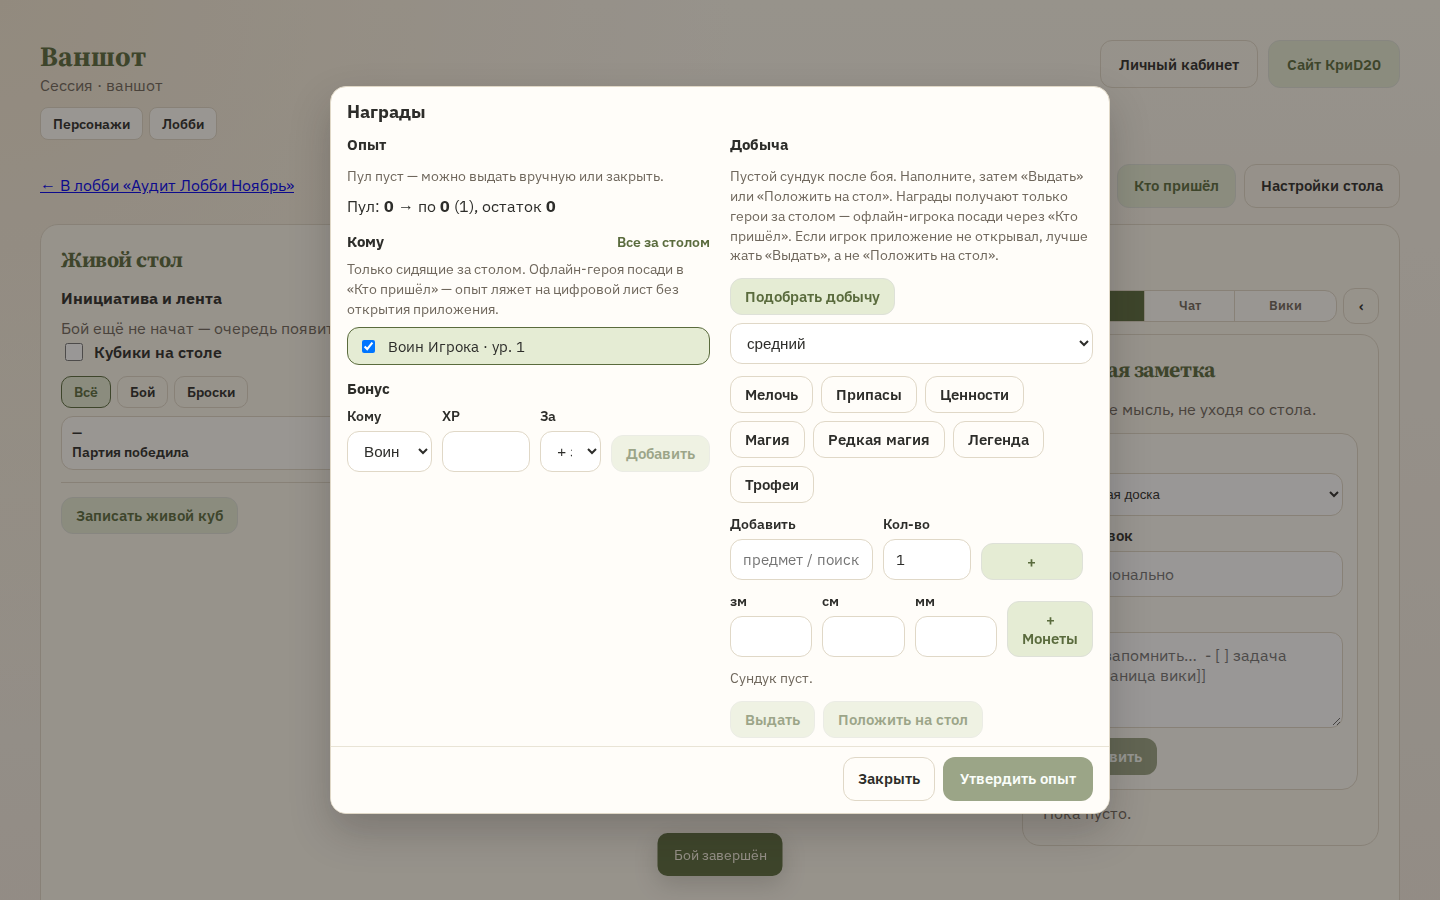 Ваншот
Сессия · ваншот
Персонажи
Лобби
Личный кабинет
Сайт КриD20
← В лобби «Аудит Лобби Ноябрь»
Кто пришёл
Настройки стола
Живой стол
Инициатива и лента
Бой ещё не начат — очередь появит
Кубики на столе
Всё
Бой
Броски
—
Партия победила
Записать живой куб
Награды
Опыт
Пул пуст — можно выдать вручную или закрыть.
Пул: 0 → по 0 (1), остаток 0
Кому
Все за столом
Только сидящие за столом. Офлайн-героя посади в
«Кто пришёл» — опыт ляжет на цифровой лист без
открытия приложения.
Воин Игрока · ур. 1
Бонус
Кому
XP
За
Воин
+ :
Добавить
Добыча
Пустой сундук после боя. Наполните, затем «Выдать»
или «Положить на стол». Награды получают только
герои за столом — офлайн-игрока посади через «Кто
пришёл». Если игрок приложение не открывал, лучше
жать «Выдать», а не «Положить на стол».
Подобрать добычу
средний
Мелочь
Припасы
Ценности
Магия
Редкая магия
Легенда
Трофеи
Добавить
Кол-во
предмет / поиск
1
+
зм
см
мм
+
Монеты
Сундук пуст.
Выдать
Положить на стол
Закрыть
Утвердить опыт
Чат
Вики
‹
ая заметка
е мысль, не уходя со стола.
ая доска
вок
ионально
запомнить... - [ ] задача
аница вики]]
вить
Пока пусто.
Бой завершён